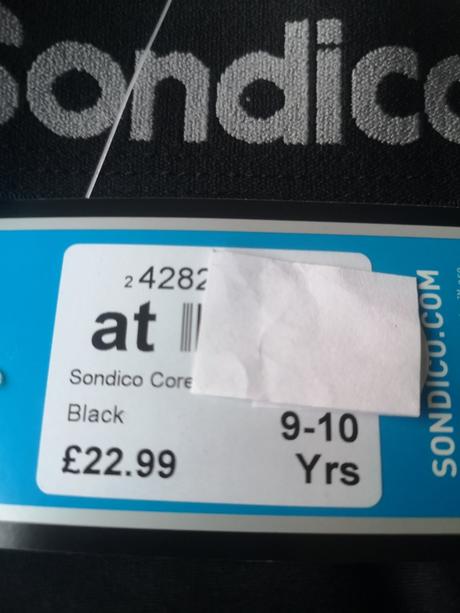 Sondico
2 4282
at
Sondico Core
Black
9-10
£22.99
Yrs
SONDICO.COM